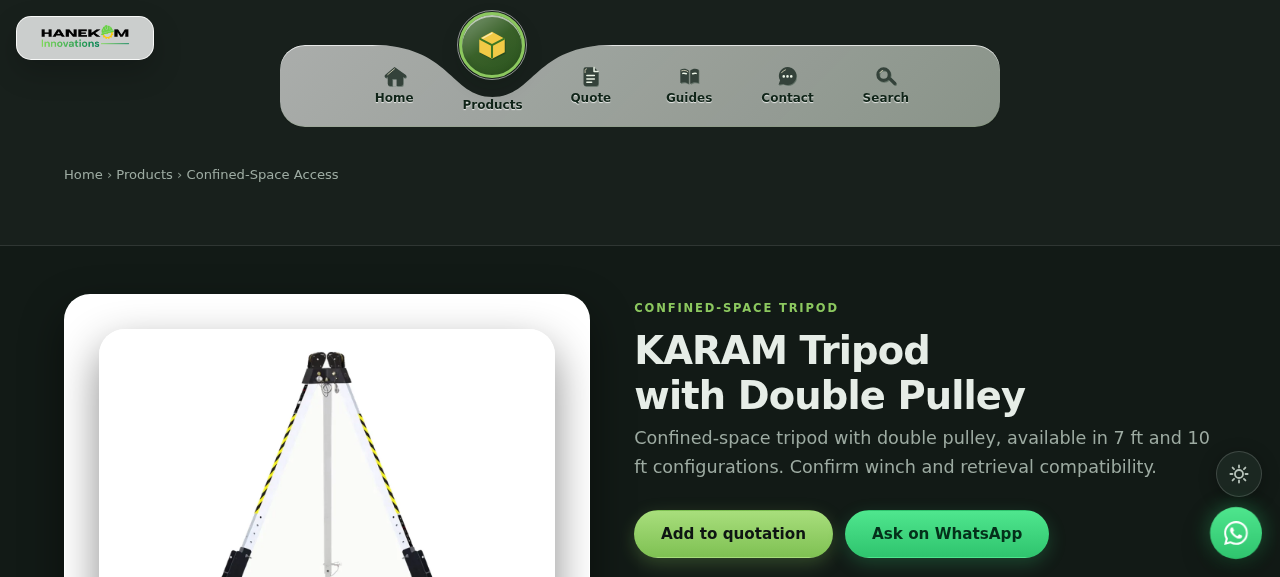 HANEKOM
Innovations
Home
Products
Quote
Guides
Contact
Search
Home › Products › Confined-Space Access
CONFINED-SPACE TRIPOD
KARAM Tripod
with Double Pulley
Confined-space tripod with double pulley, available in 7 ft and 10
ft configurations. Confirm winch and retrieval compatibility.
Add to quotation
Ask on WhatsApp